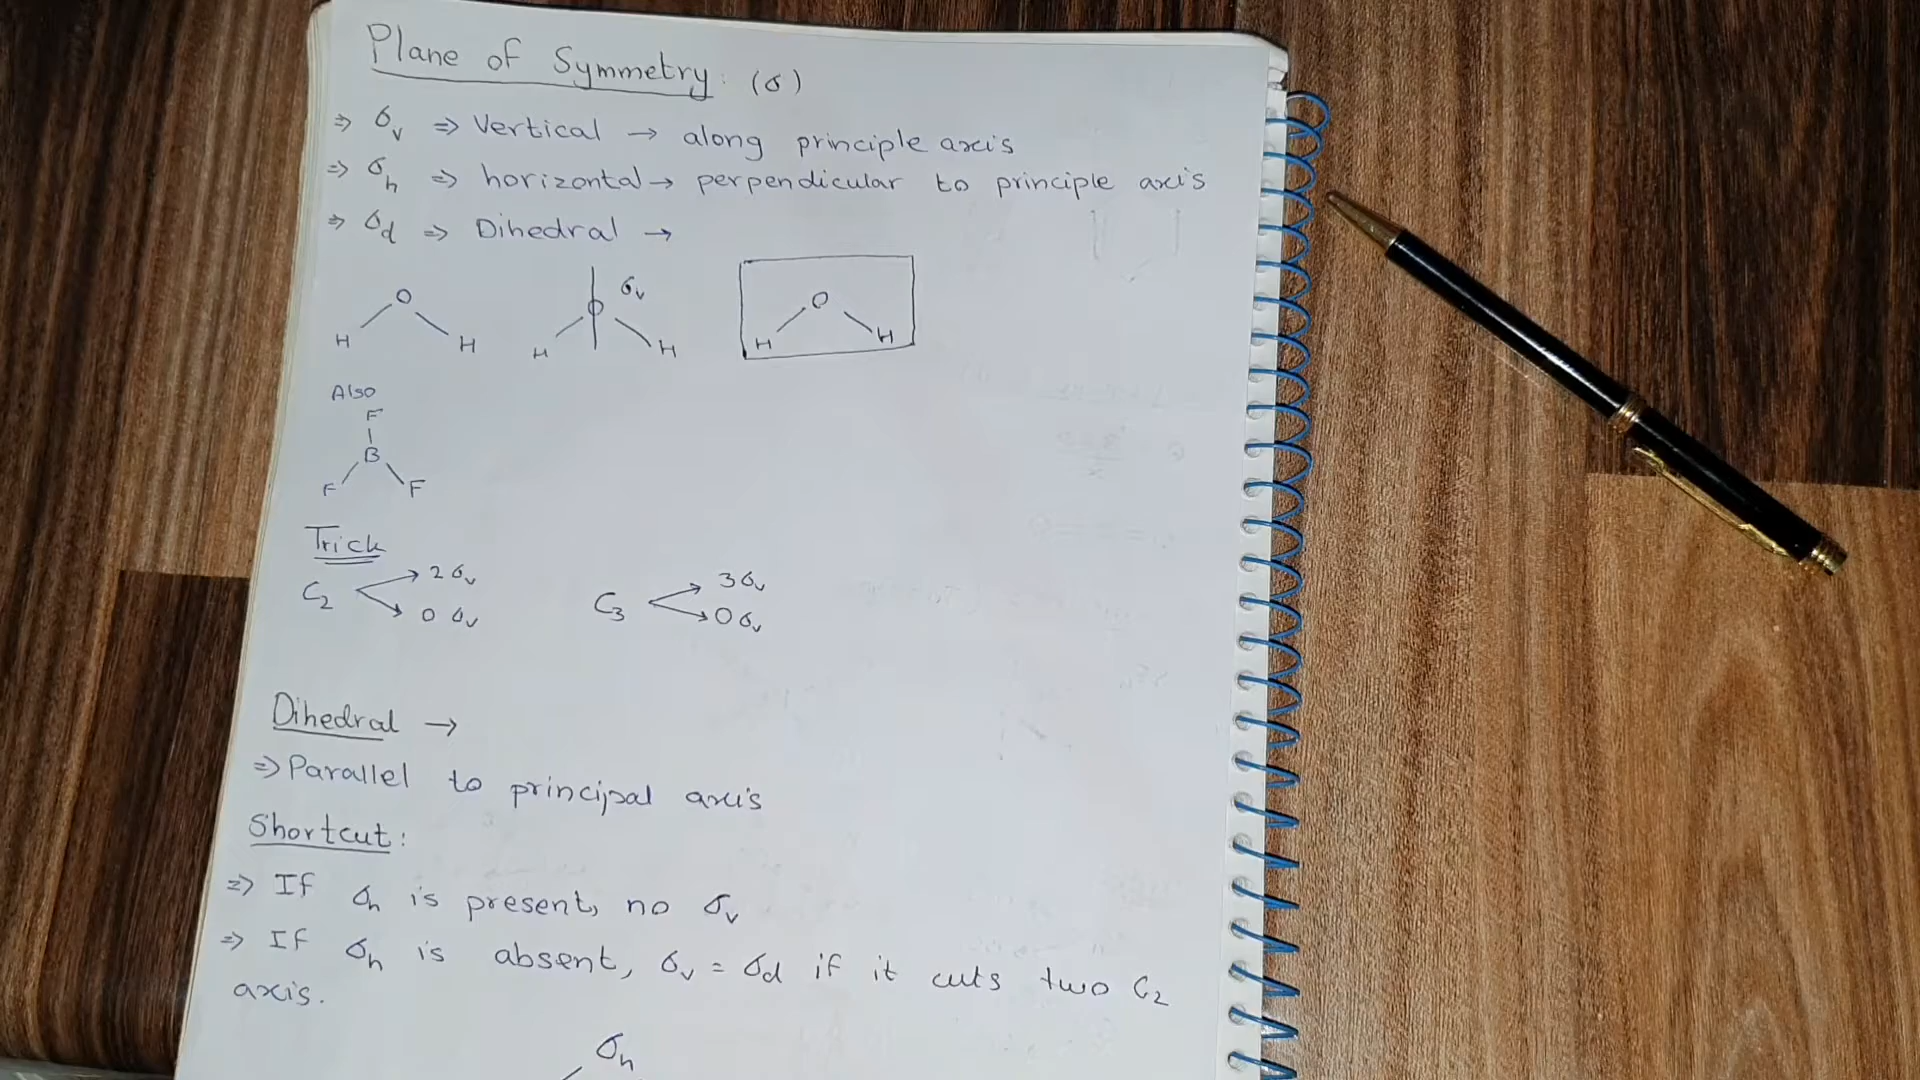 Plane of Symmetry: (σ)
⇒ σv ⇒ Vertical → along principle axis
⇒ σh ⇒ horizontal → perpendicular to principle axis
⇒ σd ⇒ Dihedral →
O σv O
H H H H H H
Also
F
B
F F
Trick
C2 → 2σv C3 → 3σv
→ 0 σv → 0σv
Dihedral →
⇒ Parallel to principal axis
Shortcut:
⇒ If σh is present, no σv
⇒ If σh is absent, σv = σd if it cuts two C2
axis.
σh